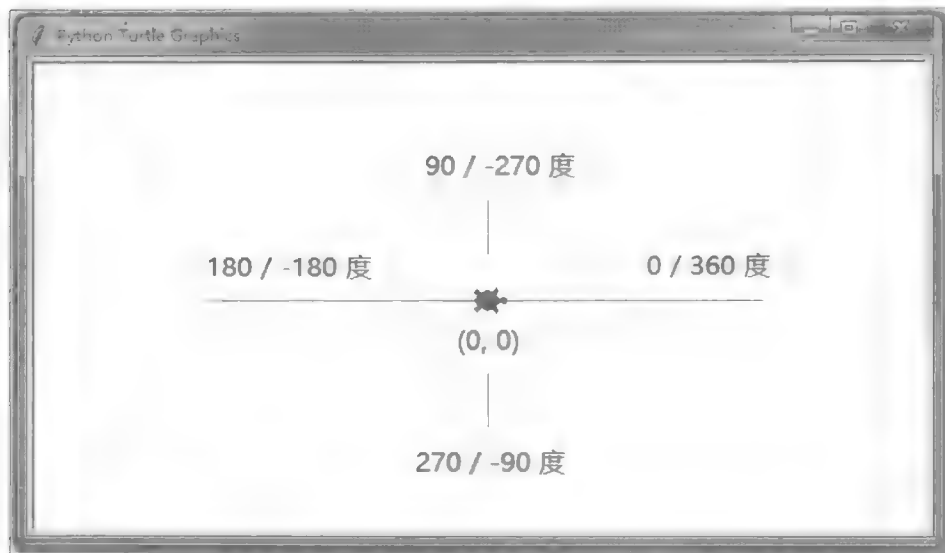 Python Turtle Graphics
90 / -270 度
180 / -180 度
0 / 360 度
(0, 0)
270 / -90 度